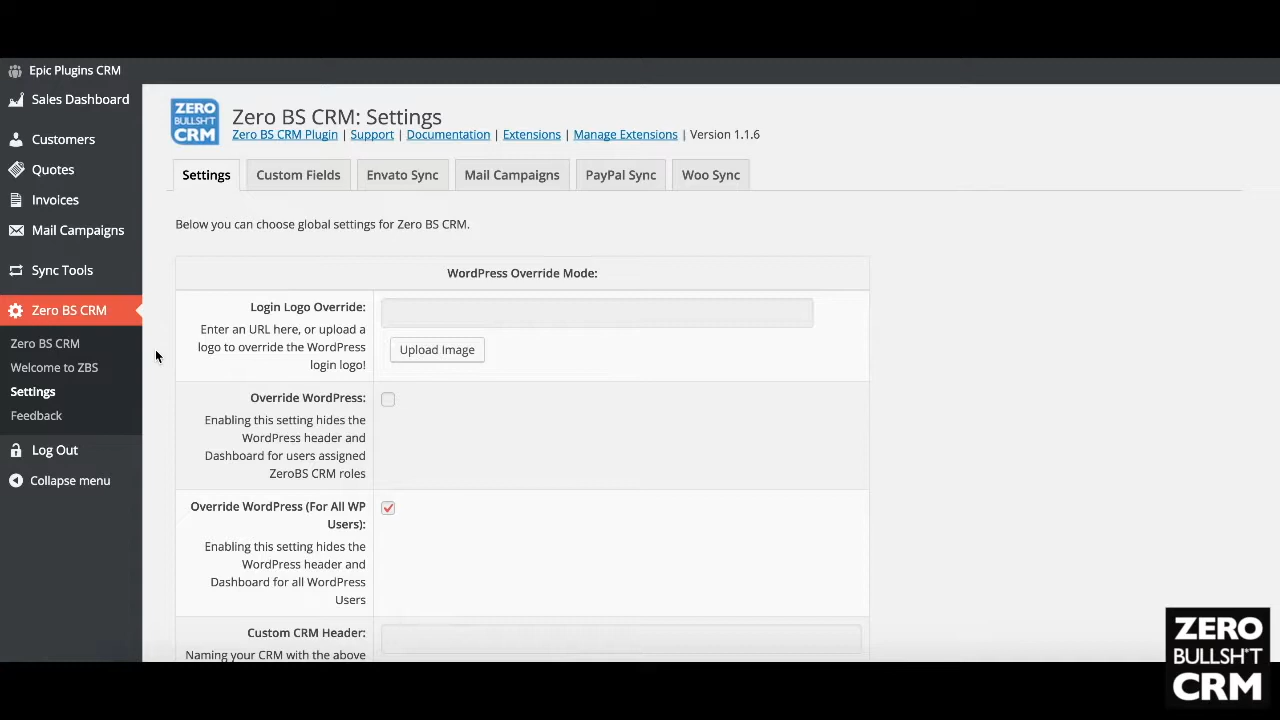 Epic Plugins CRM
Sales Dashboard
Customers
Quotes
Invoices
Mail Campaigns
Sync Tools
Zero BS CRM
Zero BS CRM
Welcome to ZBS
Settings
Feedback
Log Out
Collapse menu
ZERO
BULLSH*T
CRM
Zero BS CRM: Settings
Zero BS CRM Plugin | Support | Documentation | Extensions | Manage Extensions | Version 1.1.6
Settings
Custom Fields
Envato Sync
Mail Campaigns
PayPal Sync
Woo Sync
Below you can choose global settings for Zero BS CRM.
WordPress Override Mode:
Login Logo Override:
Enter an URL here, or upload a
logo to override the WordPress
login logo!
Upload Image
Override WordPress:
Enabling this setting hides the
WordPress header and
Dashboard for users assigned
ZeroBS CRM roles
Override WordPress (For All WP
Users):
Enabling this setting hides the
WordPress header and
Dashboard for all WordPress
Users
Custom CRM Header:
Naming your CRM with the above
ZERO
BULLSH*T
CRM